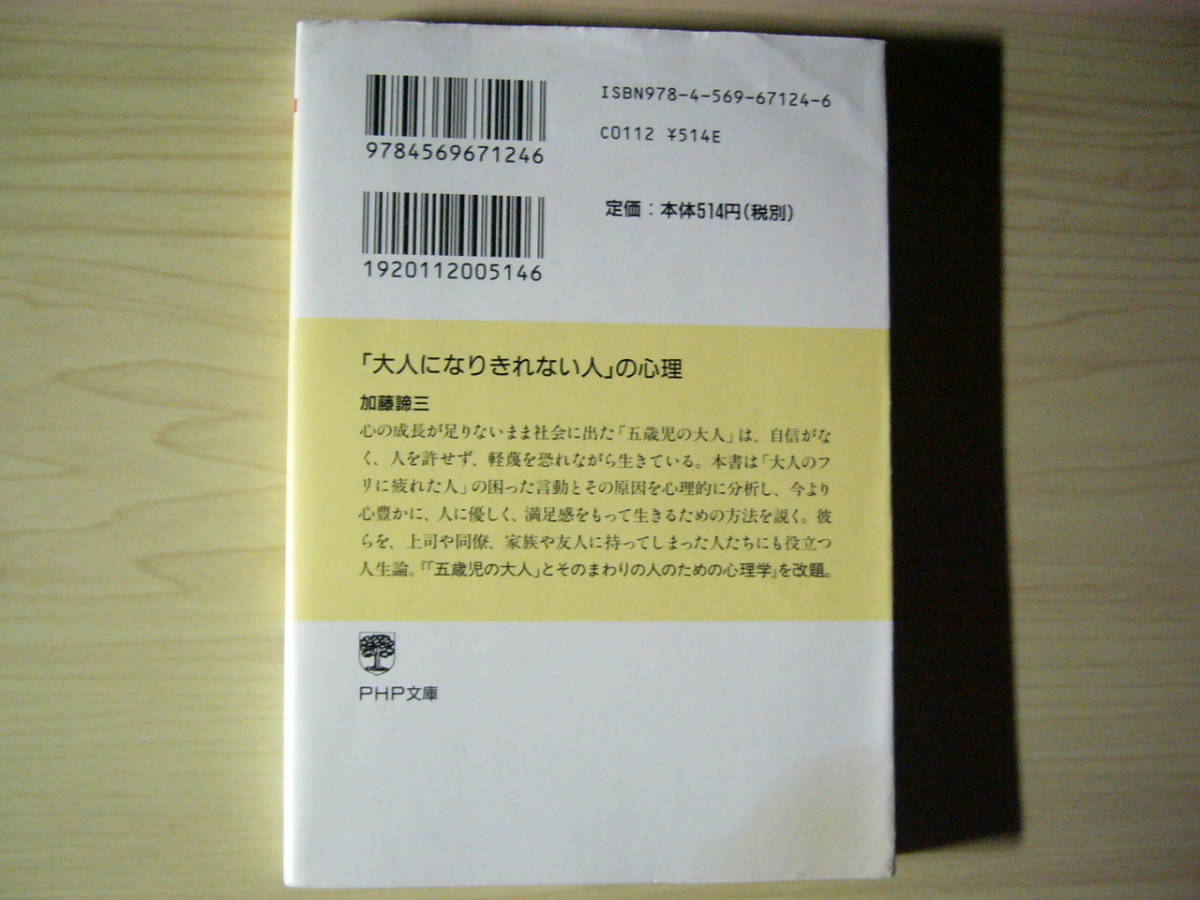 ISBN978-4-569-67124-6
9784569671246
C0112 ¥514E
1920112005146
定価：本体514円(税別)
「大人になりきれない人」の心理
加藤諦三
心の成長が足りないまま社会に出た「五歳児の大人」は、自信がな
く、人を許せず、軽蔑を恐れながら生きている。本書は「大人のフ
リに疲れた人」の困った言動とその原因を心理的に分析し、今より
心豊かに、人に優しく、満足感をもって生きるための方法を説く。彼
らを、上司や同僚、家族や友人に持ってしまった人たちにも役立つ
人生論。『「五歳児の大人」とそのまわりの人のための心理学』を改題。
PHP文庫